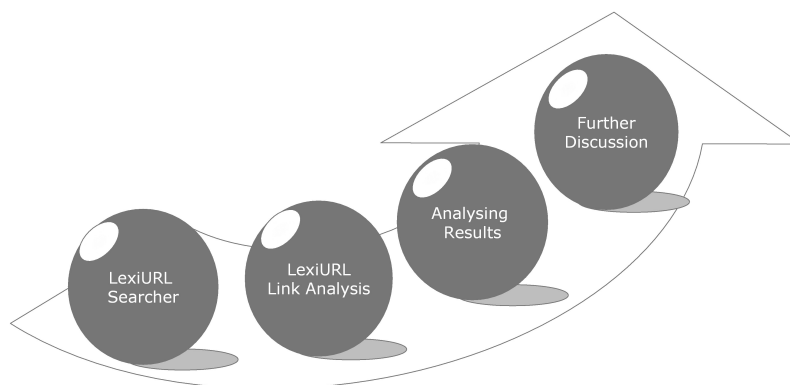 LexiURL
Searcher
LexiURL
Link Analysis
Analysing
Results
Further
Discussion